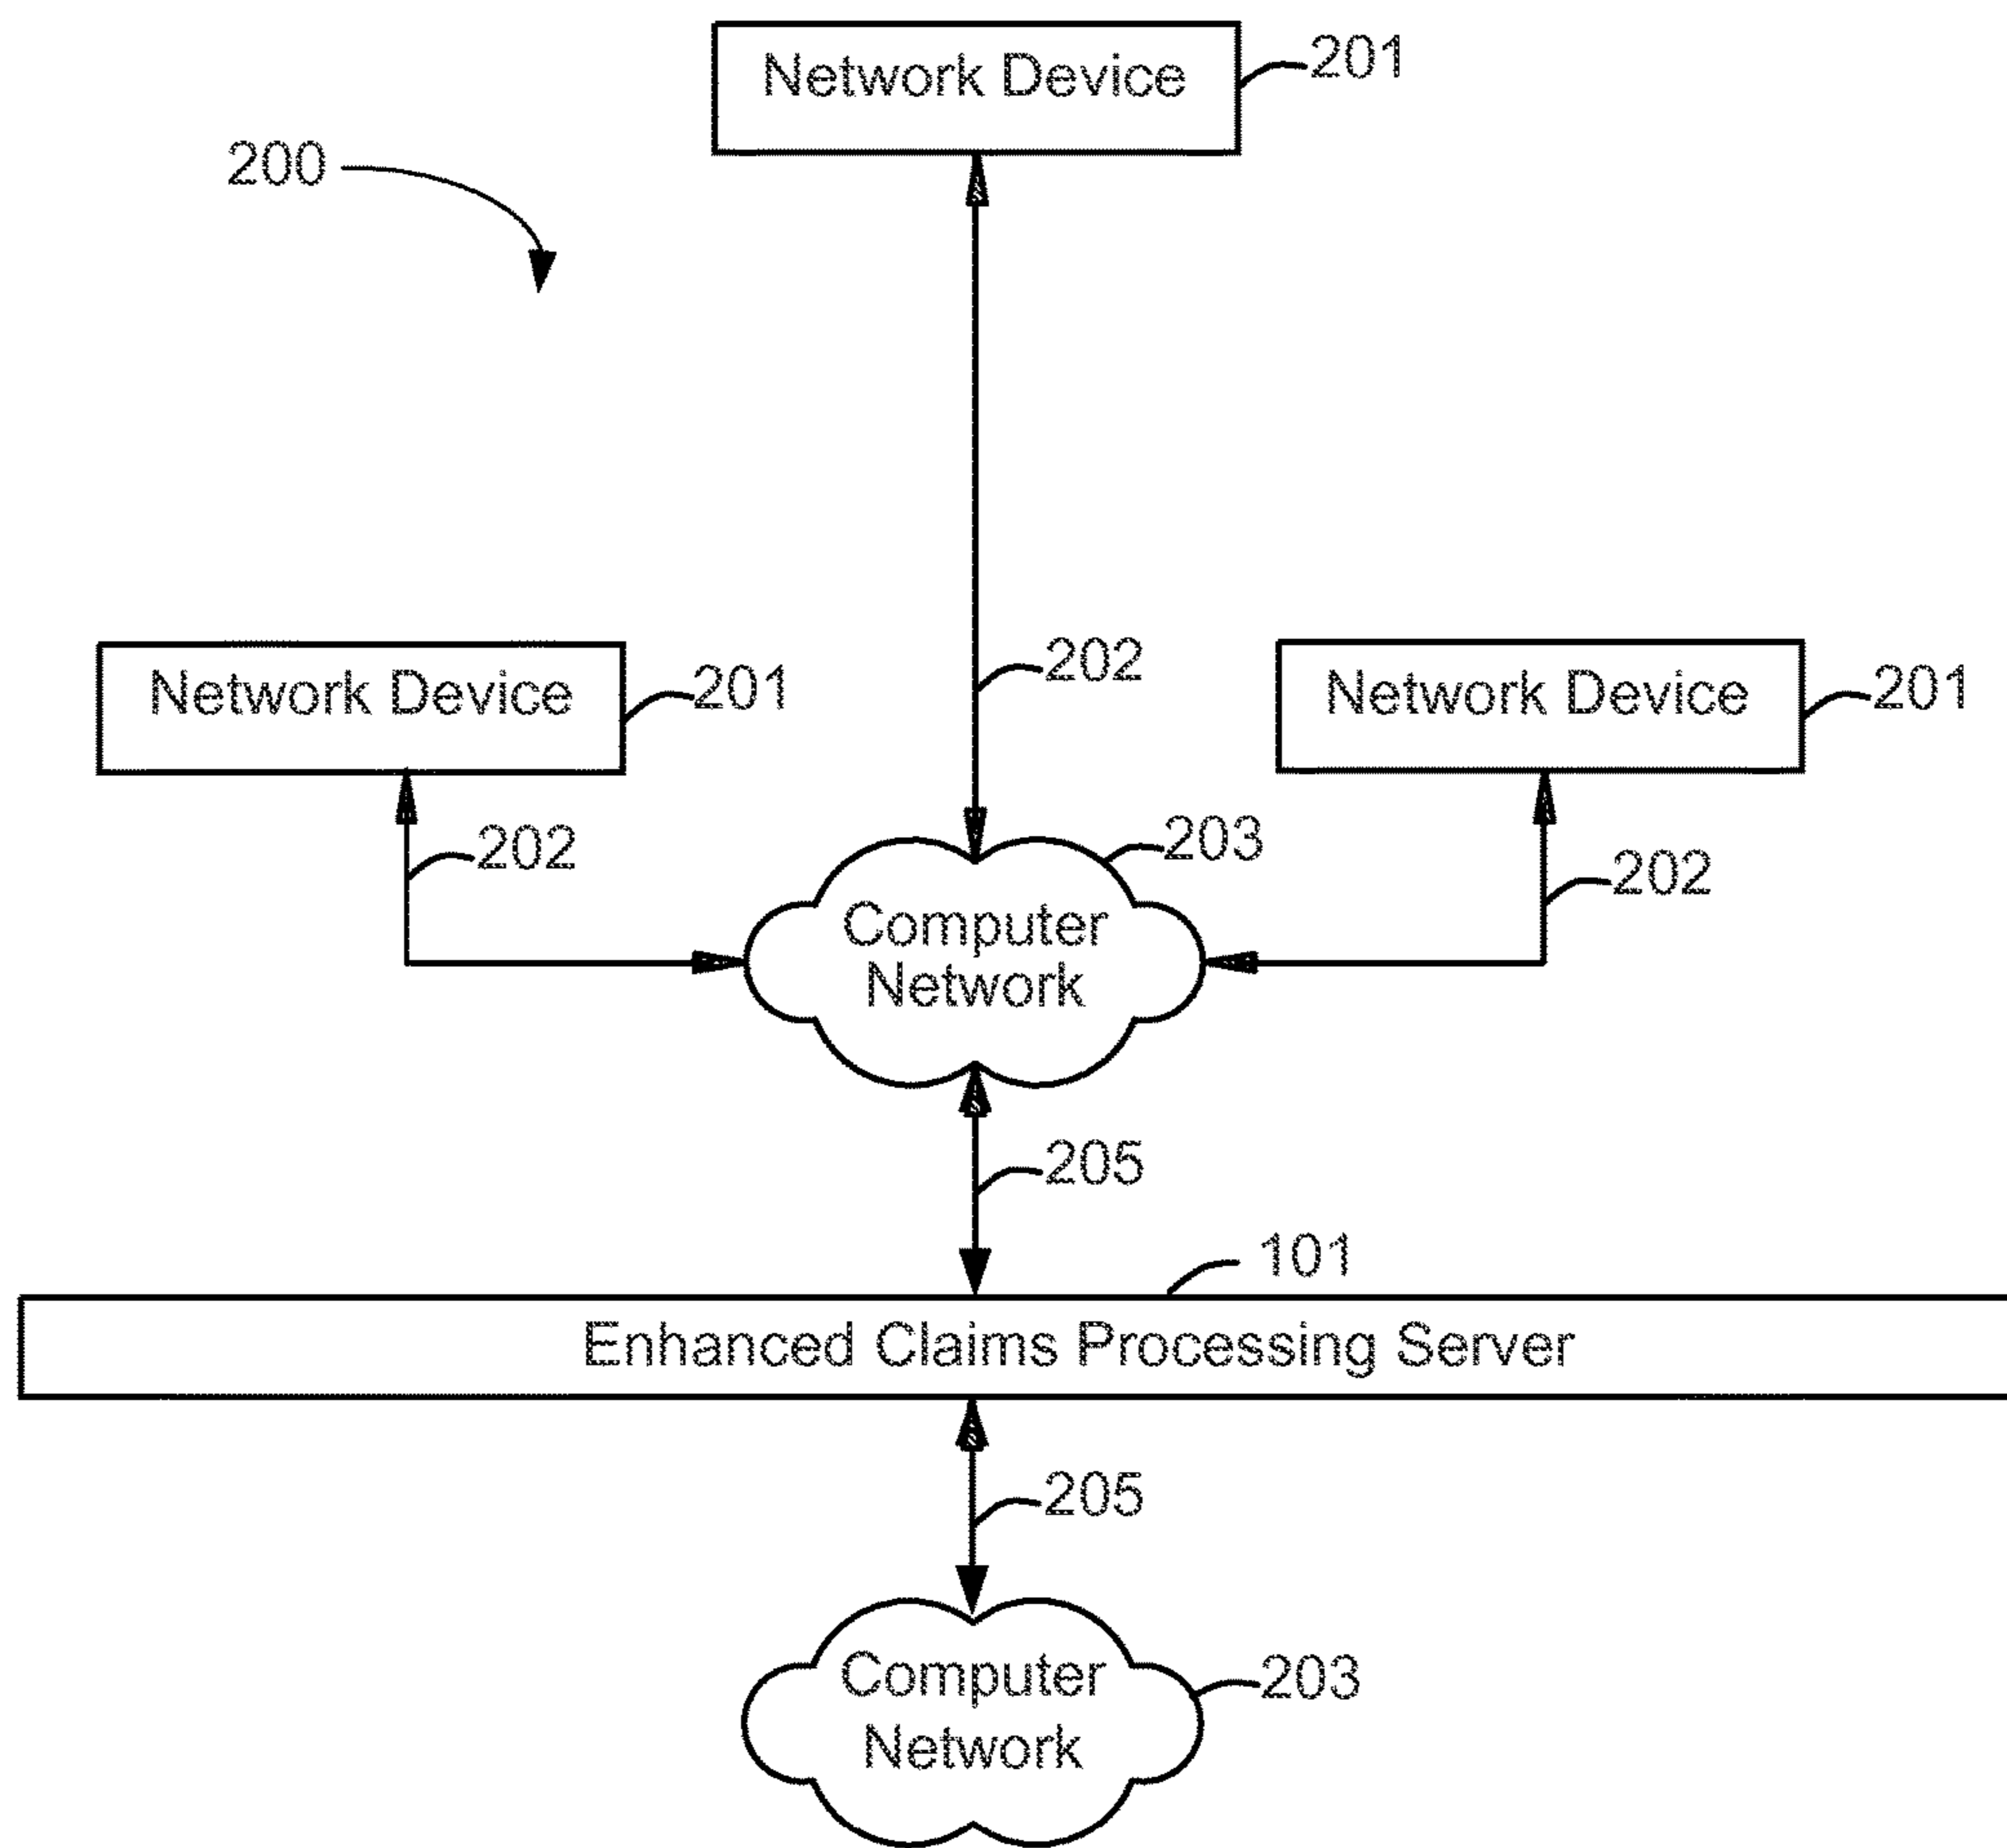 Network Device
201
200
202
Network Device
201
Network Device
201
202
203
202
Computer
Network
205
101
Enhanced Claims Processing Server
205
Computer
Network
203